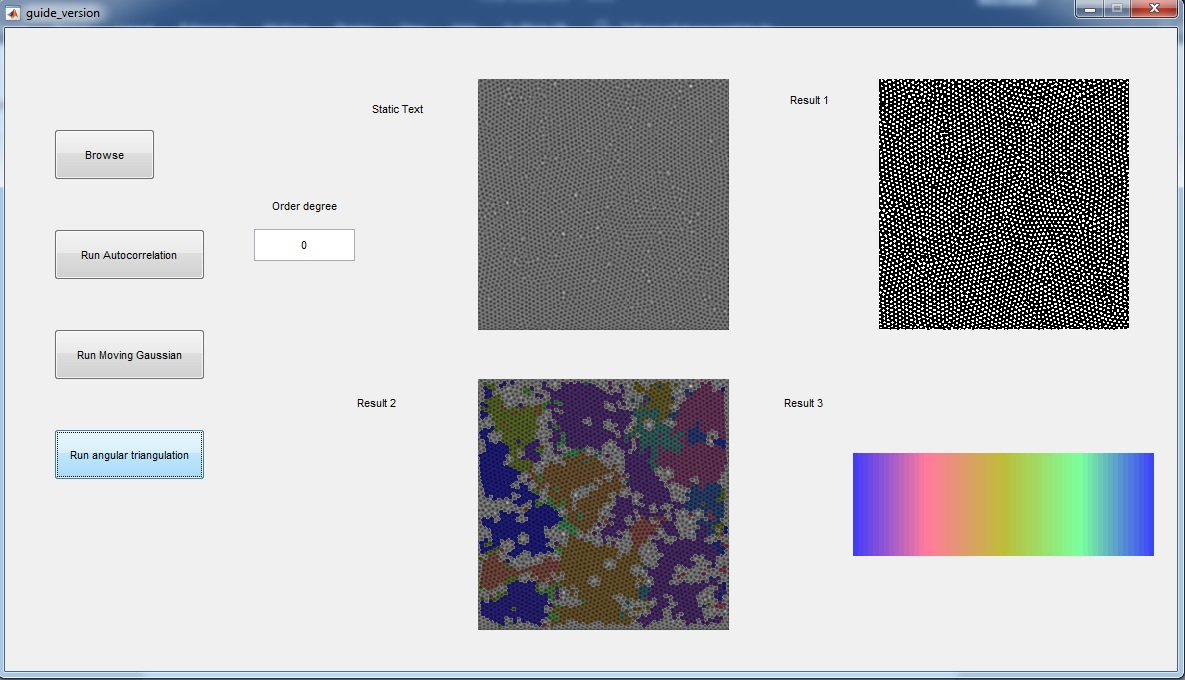 guide_version
Static Text
Result 1
Browse
Order degree
0
Run Autocorrelation
Run Moving Gaussian
Result 2
Result 3
Run angular triangulation